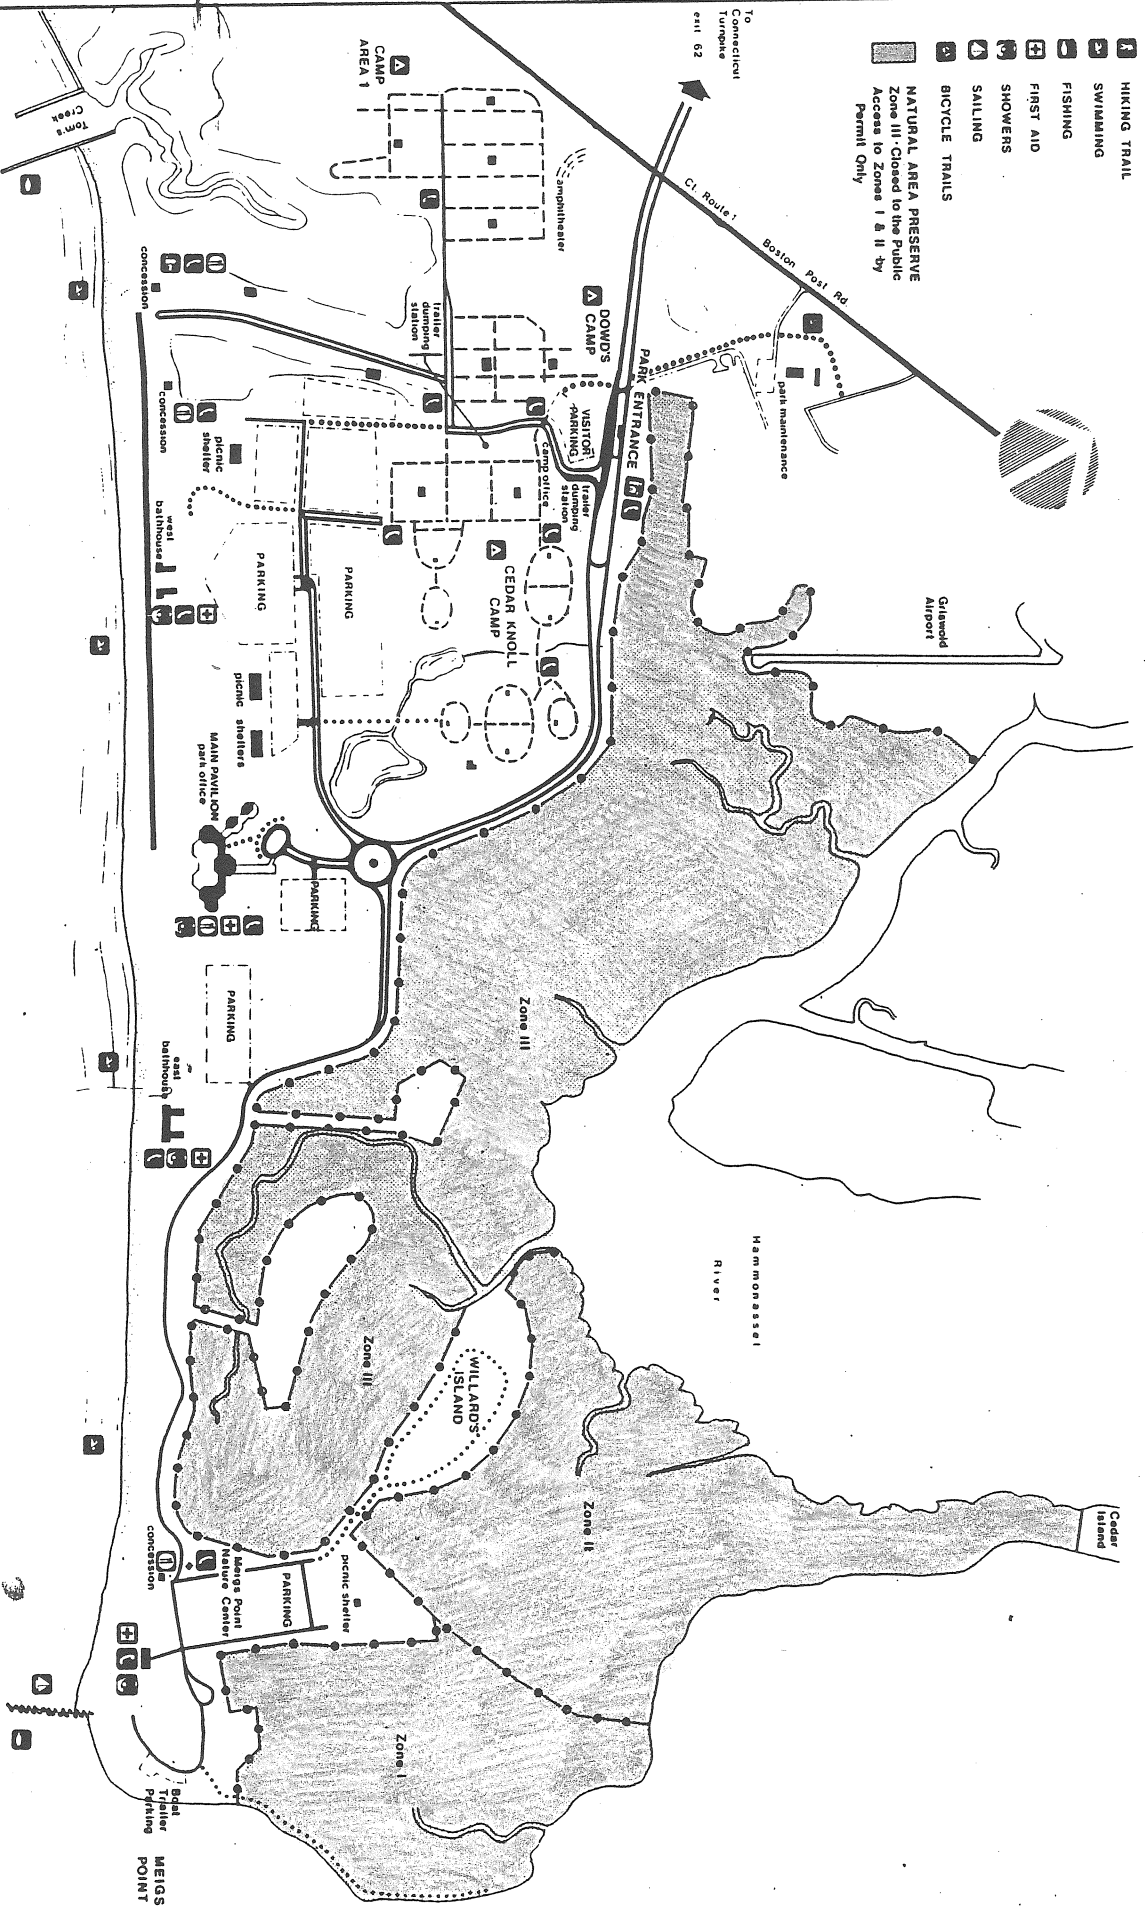 HIKING TRAIL
SWIMMING
FISHING
FIRST AID
SHOWERS
SAILING
BICYCLE TRAILS
NATURAL AREA PRESERVE
Zone III-Closed to the Public
Access to Zones I & II by
Permit Only
To
Connecticut
Turnpike
exit 62
Ct. Route 1
Boston Post Rd.
CAMP
AREA 1
Tom's
Creek
amphitheater
DOWD'S
CAMP
trailer
dumping
station
concession
PARK ENTRANCE
VISITOR
PARKING
park maintenance
camp office
trailer
dumping
station
concession
picnic
shelter
west
bathhouse
PARKING
PARKING
CEDAR KNOLL
CAMP
Griswold
Airport
picnic shelters
MAIN PAVILION
park office
PARKING
PARKING
east
bathhouse
Zone III
Hammonassel
River
Zone III
WILLARD'S
ISLAND
Zone II
Cedar
Island
concession
Meigs Point
Nature Center
PARKING
picnic shelter
Zone I
Boat
Trailer
Parking
MEIGS
POINT